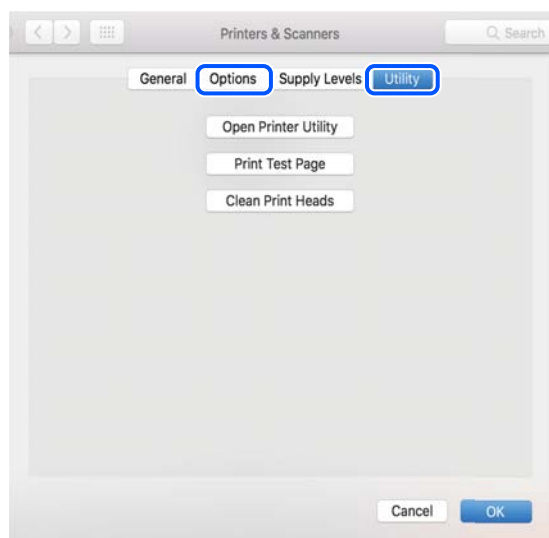 Printers & Scanners
Search
General Options Supply Levels Utility
Open Printer Utility
Print Test Page
Clean Print Heads
Cancel OK